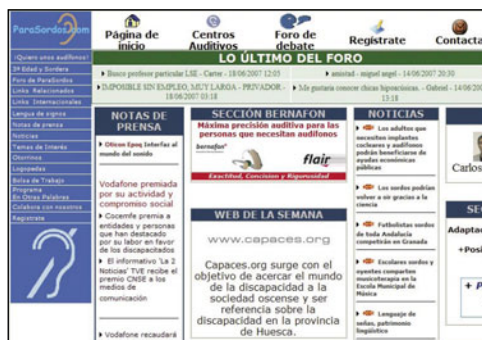 ParaSordos.com
Página de
inicio
Centros
Auditivos
Foro de
debate
Regístrate
Contacta
LO ÚLTIMO DEL FORO
Busco profesor particular LSE - Carter - 18/06/2007 12:03
amistad - miguel angel - 14/06/2007 20:30
IMPOSIBLE SIN EMPLEO, MUY LARGA - PRIVADOR -
18/06/2007 03:18
Me gustaria conocer chicas hipoacúsicas. - Gabriel - 14/06/200
13:18
¿Quiero unos audífonos?
3ª Edad y Sordera
Foro de ParaSordos
Links Relacionados
Links Internacionales
Lengua de signos
Notas de prensa
Noticias
Temas de Interés
Otorrinos
Logopedas
Bolsa de Trabajo
Programa
En Otras Palabras
Colabora con nosotros
Regístrate
NOTAS DE
PRENSA
Oticon Epoq Interfaz al
mundo del sonido
Vodafone premiada
por su actividad y
compromiso social
Cocemfe premia a
entidades y personas
que han destacado
por su labor en favor
de los discapacitados
El informativo 'La 2
Noticias' TVE recibe el
premio CNSE a los
medios de
comunicación
Vodafone recaudará
SECCIÓN BERNAFON
Máxima precisión auditiva para las
personas que necesitan audífonos
bernafon
flair
Exactitud, Concision y Rigurosidad
WEB DE LA SEMANA
www.capaces.org
Capaces.org surge con el
objetivo de acercar el mundo
de la discapacidad a la
sociedad oscense y ser
referencia sobre la
discapacidad en la provincia
de Huesca.
NOTICIAS
Los adultos que
necesiten implantes
cocleares y audífonos
podrán beneficiarse de
ayudas económicas
públicas
Los sordos podrían
volver a oir gracias a la
ciencia
Futbolistas sordos
de toda Andalucía
competirán en Granada
Escolares sordos y
oyentes comparten
musicoterapia en la
Escuela Municipal de
Música
Lenguaje de
señas, patrimonio
lingüístico
Carlos
SE
Adapta
+Posi
+ P